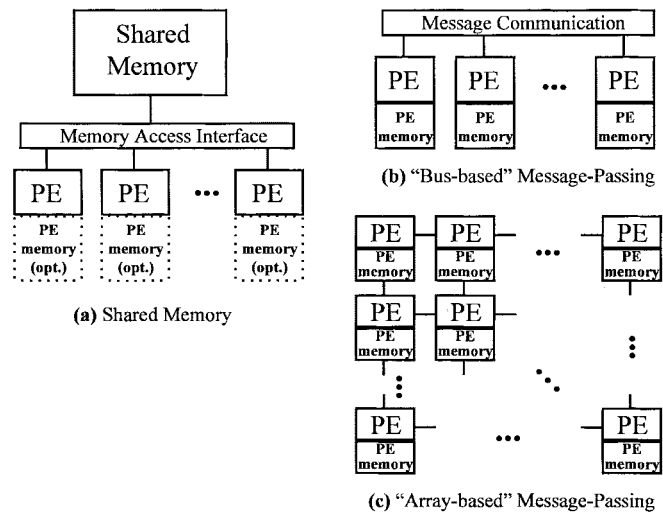 Shared
Memory
Memory Access Interface
PE
PE
PE
PE
memory
(opt.)
PE
memory
(opt.)
PE
memory
(opt.)
(a) Shared Memory
Message Communication
PE
PE
PE
PE
memory
PE
memory
PE
memory
(b) “Bus-based” Message-Passing
PE
PE
memory
PE
PE
memory
PE
PE
memory
PE
PE
memory
PE
PE
memory
PE
PE
memory
PE
PE
memory
(c) “Array-based” Message-Passing